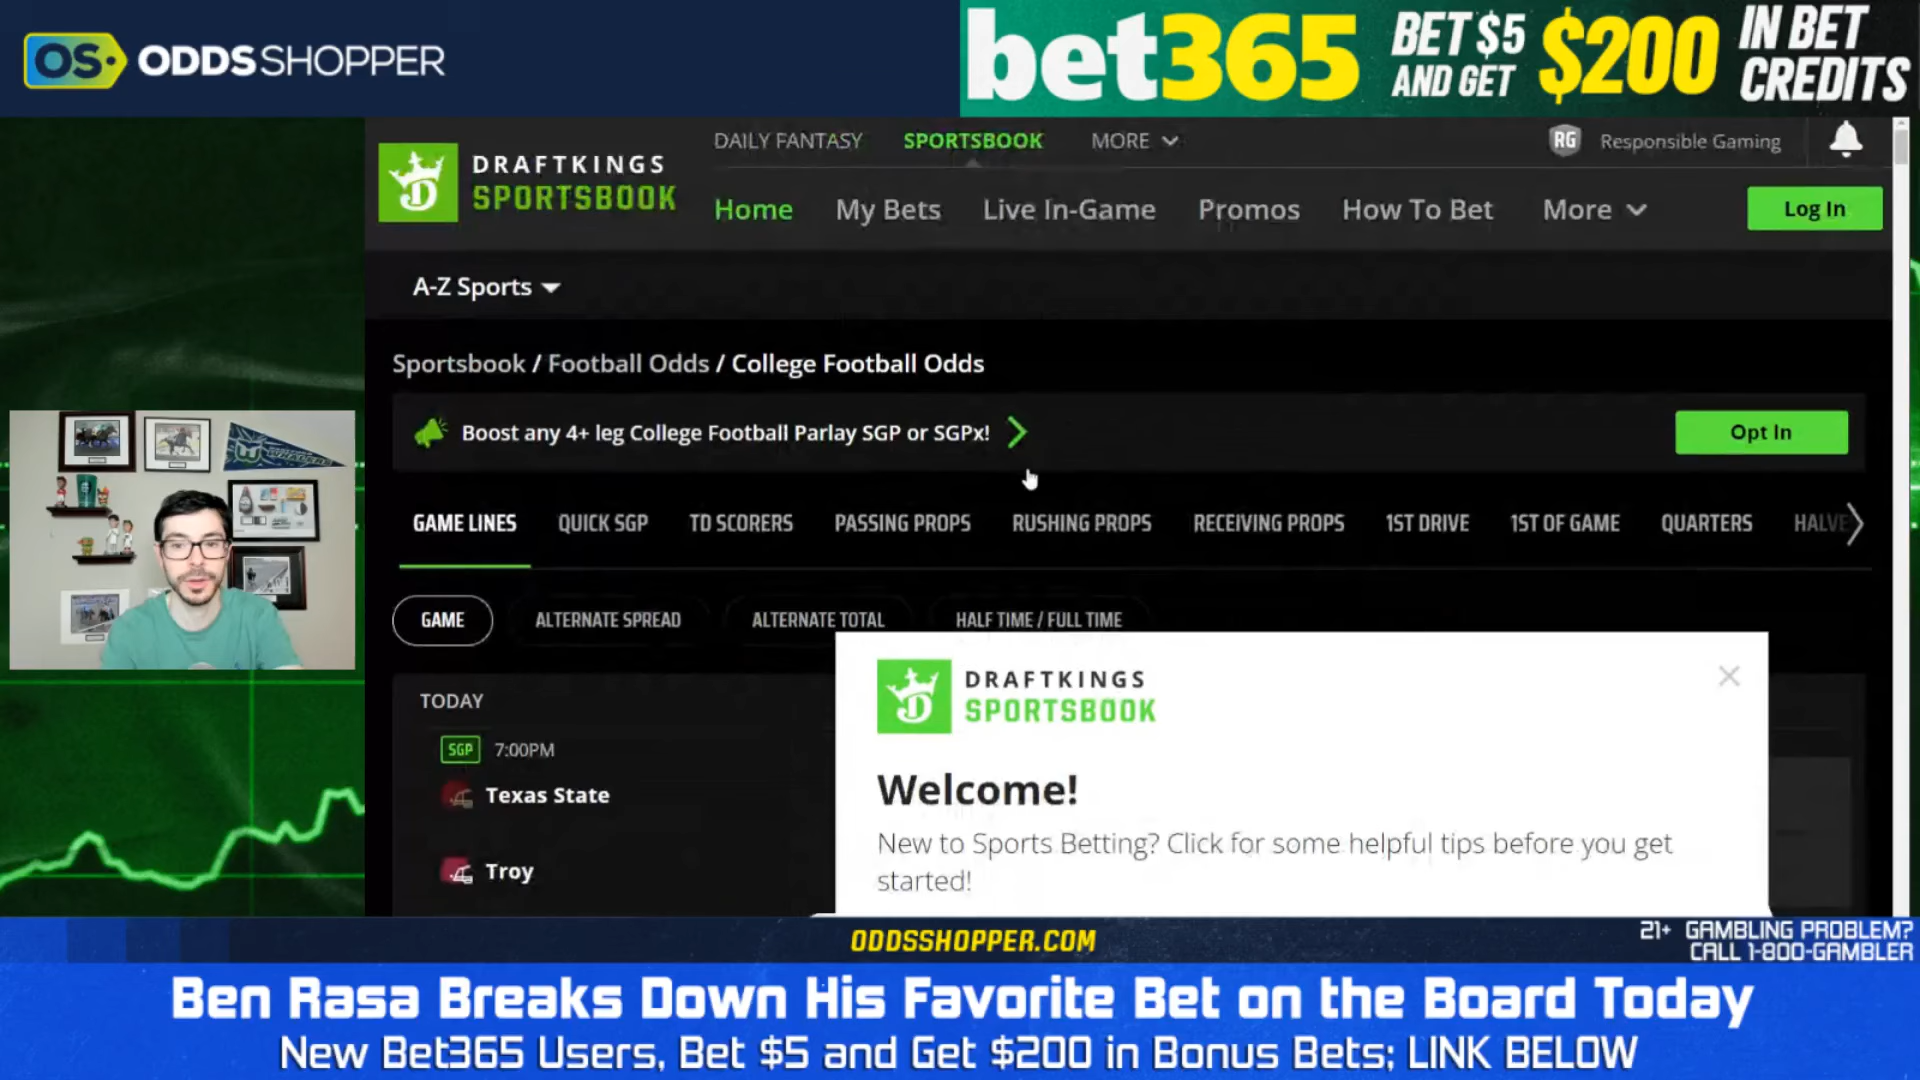 OS ODDSSHOPPER
bet365 BET $5 AND GET $200 IN BET CREDITS
DRAFTKINGS SPORTSBOOK
DAILY FANTASY SPORTSBOOK MORE
RG Responsible Gaming
Home My Bets Live In-Game Promos How To Bet More
Log In
A-Z Sports
Sportsbook / Football Odds / College Football Odds
Boost any 4+ leg College Football Parlay SGP or SGPx!
Opt In
GAME LINES QUICK SGP TD SCORERS PASSING PROPS RUSHING PROPS RECEIVING PROPS 1ST DRIVE 1ST OF GAME QUARTERS HALVE
GAME ALTERNATE SPREAD ALTERNATE TOTAL HALF TIME / FULL TIME
TODAY
SGP 7:00PM
Texas State
Troy
DRAFTKINGS
SPORTSBOOK
Welcome!
New to Sports Betting? Click for some helpful tips before you get
started!
ODDSSHOPPER.COM
21+ GAMBLING PROBLEM?
CALL 1-800-GAMBLER
Ben Rasa Breaks Down His Favorite Bet on the Board Today
New Bet365 Users, Bet $5 and Get $200 in Bonus Bets; LINK BELOW